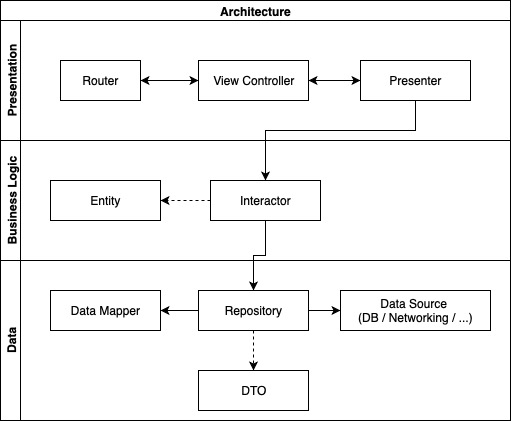 Architecture
Presentation
Router
View Controller
Presenter
Business Logic
Entity
Interactor
Data
Data Mapper
Repository
Data Source
(DB / Networking / ...)
DTO